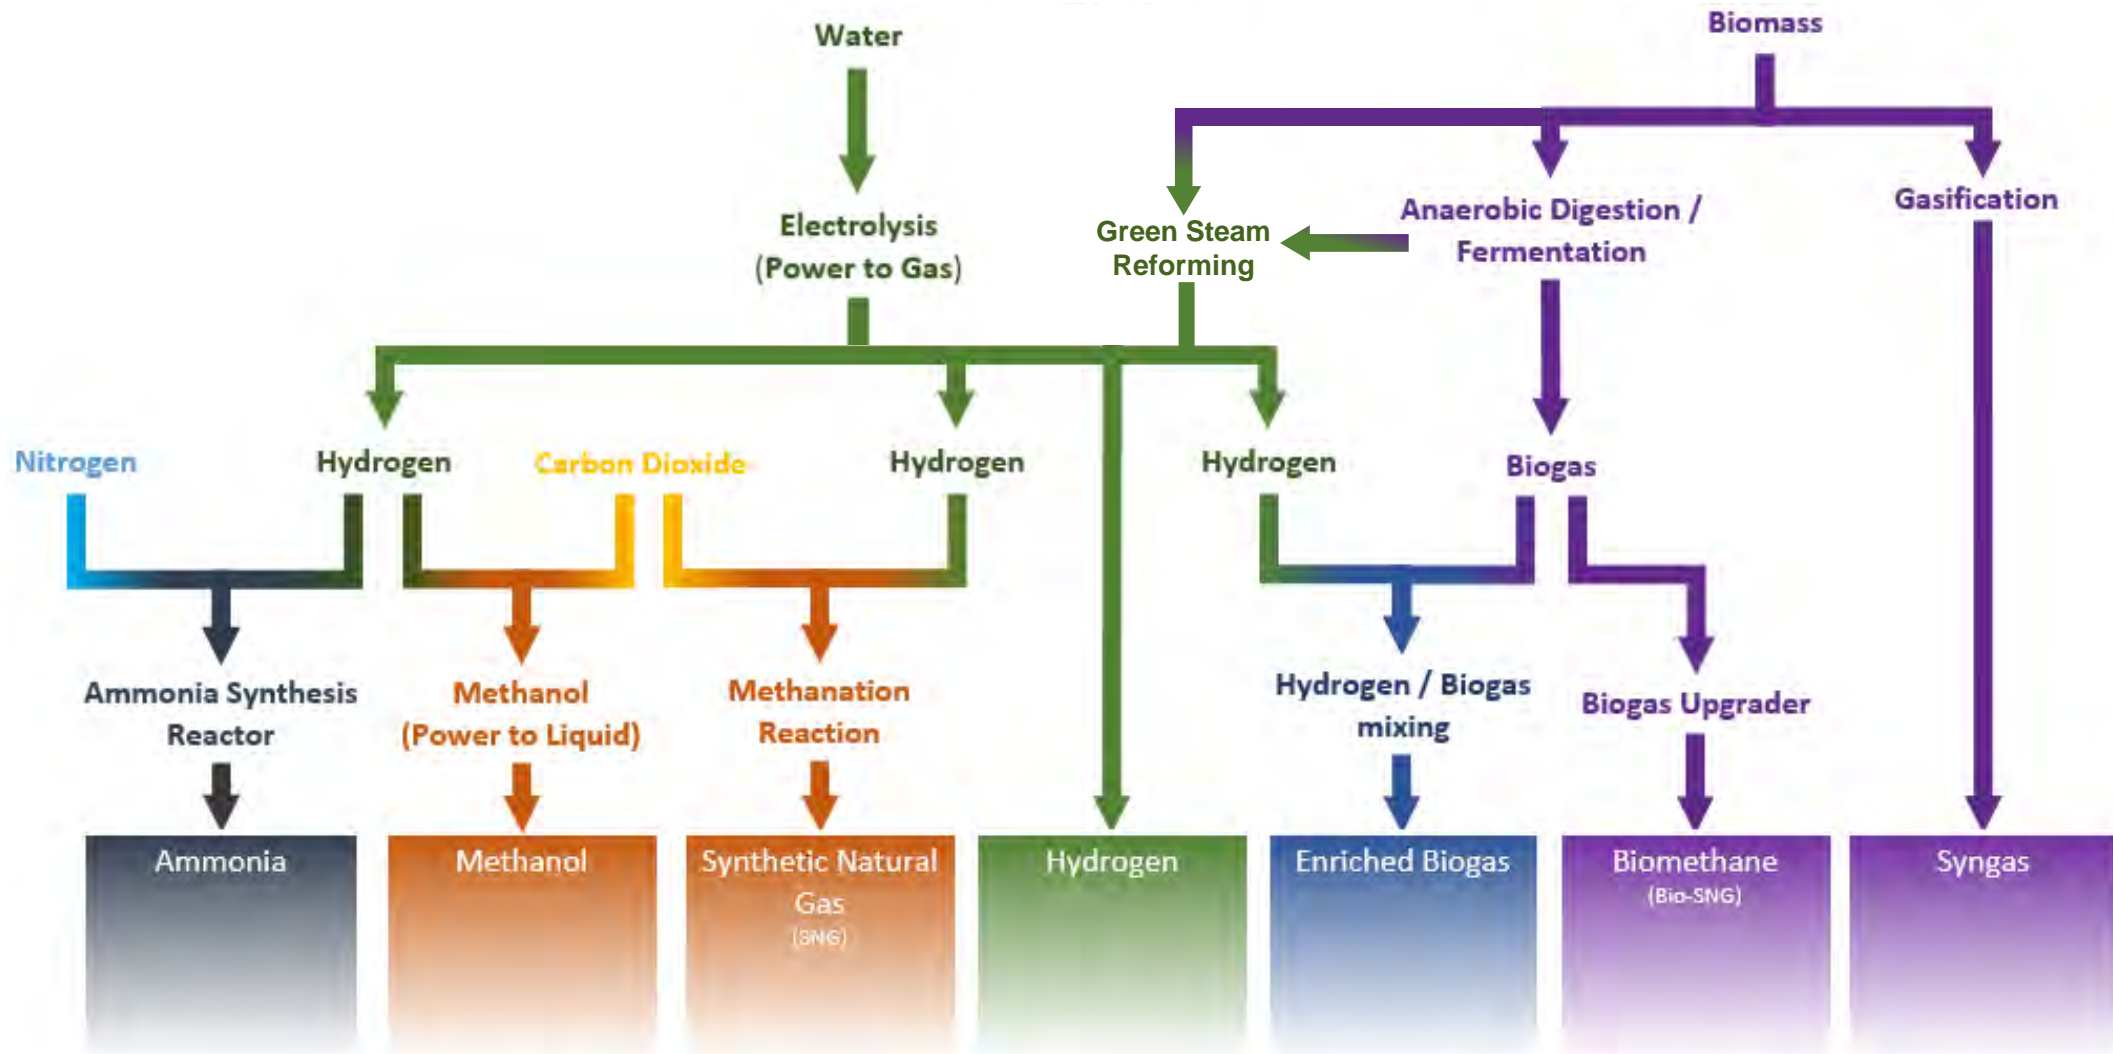 Water
Biomass
Electrolysis
(Power to Gas)
Green Steam
Reforming
Anaerobic Digestion /
Fermentation
Gasification
Nitrogen
Hydrogen
Carbon Dioxide
Hydrogen
Hydrogen
Biogas
Ammonia Synthesis
Reactor
Methanol
(Power to Liquid)
Methanation
Reaction
Hydrogen / Biogas
mixing
Biogas Upgrader
Ammonia
Methanol
Synthetic Natural
Gas
(SNG)
Hydrogen
Enriched Biogas
Biomethane
(Bio-SNG)
Syngas